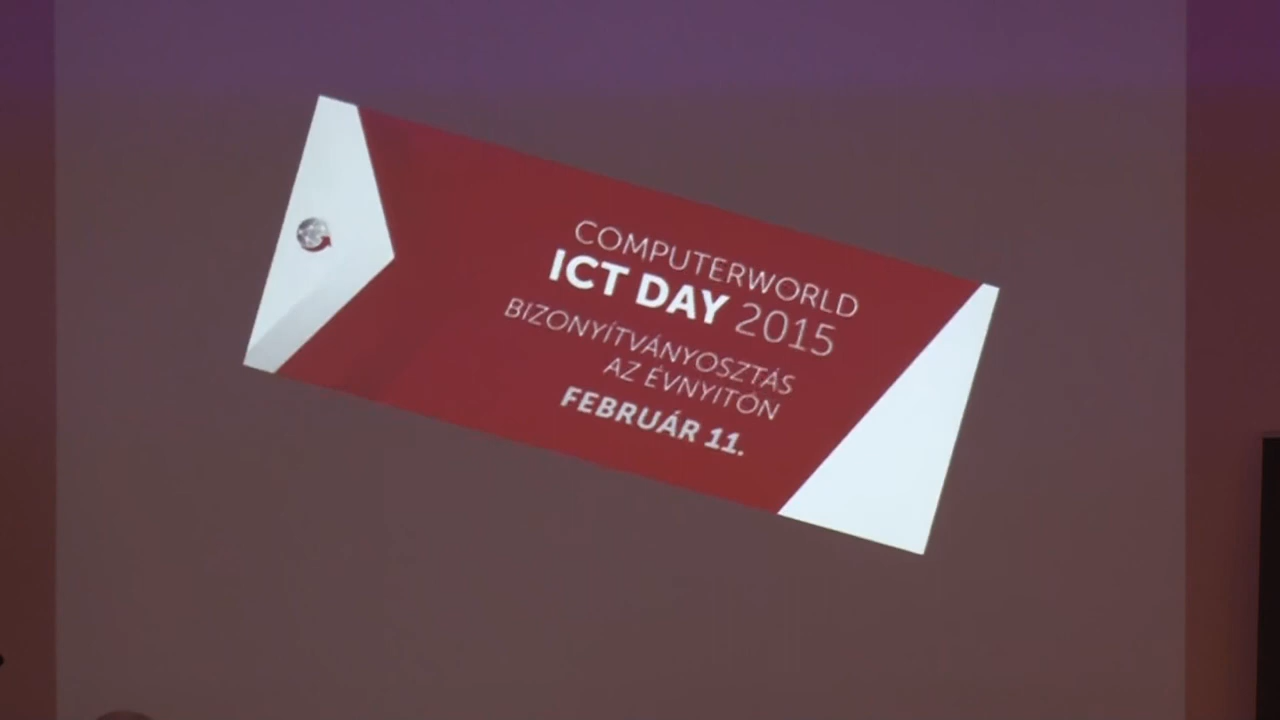 COMPUTERWORLD
ICT DAY 2015
BIZONYÍTVÁNYOSZTÁS
AZ ÉVNYITÓN
FEBRUÁR 11.